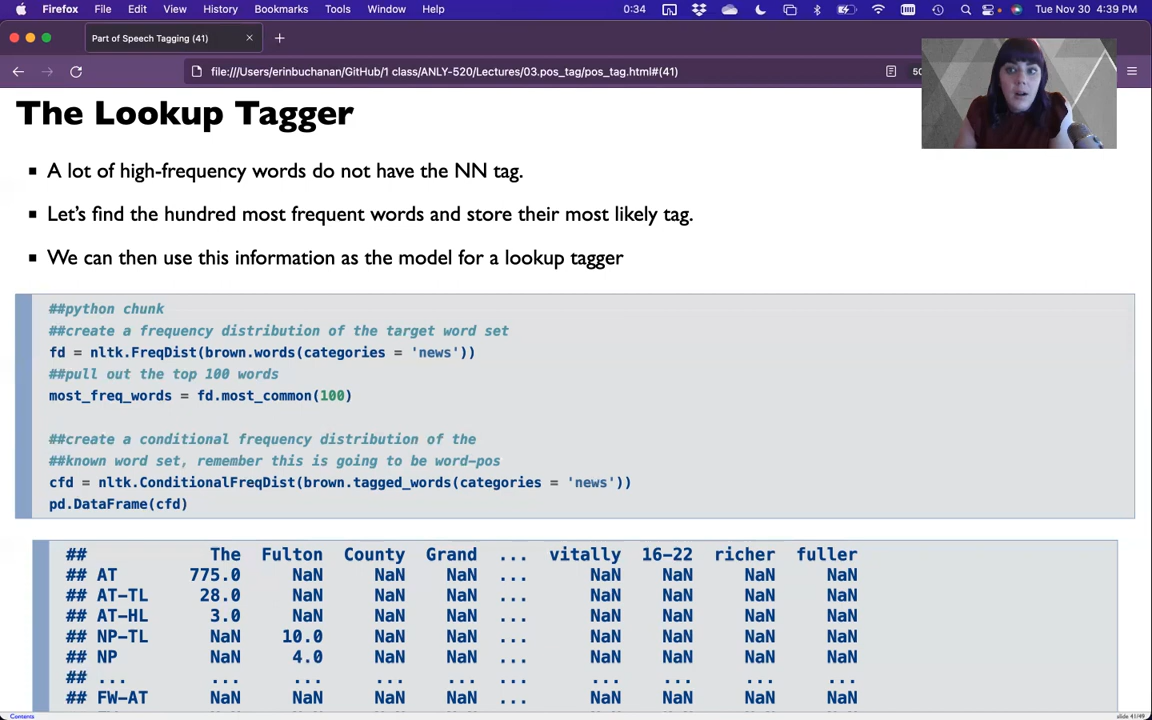 Firefox File Edit View History Bookmarks Tools Window Help 0:34 Tue Nov 30 4:39 PM
Part of Speech Tagging (41)
file:///Users/erinbuchanan/GitHub/1 class/ANLY-520/Lectures/03.pos_tag/pos_tag.html#(41)
The Lookup Tagger
▪ A lot of high-frequency words do not have the NN tag.
▪ Let's find the hundred most frequent words and store their most likely tag.
▪ We can then use this information as the model for a lookup tagger
##python chunk
##create a frequency distribution of the target word set
fd = nltk.FreqDist(brown.words(categories = 'news'))
##pull out the top 100 words
most_freq_words = fd.most_common(100)
##create a conditional frequency distribution of the
##known word set, remember this is going to be word-pos
cfd = nltk.ConditionalFreqDist(brown.tagged_words(categories = 'news'))
pd.DataFrame(cfd)
## The Fulton County Grand ... vitally 16-22 richer fuller
## AT 775.0 NaN NaN NaN ... NaN NaN NaN NaN
## AT-TL 28.0 NaN NaN NaN ... NaN NaN NaN NaN
## AT-HL 3.0 NaN NaN NaN ... NaN NaN NaN NaN
## NP-TL NaN 10.0 NaN NaN ... NaN NaN NaN NaN
## NP NaN 4.0 NaN NaN ... NaN NaN NaN NaN
## ... ... ... ... ... ... ... ... ... ...
## FW-AT NaN NaN NaN NaN ... NaN NaN NaN NaN
Contents slide 41/49